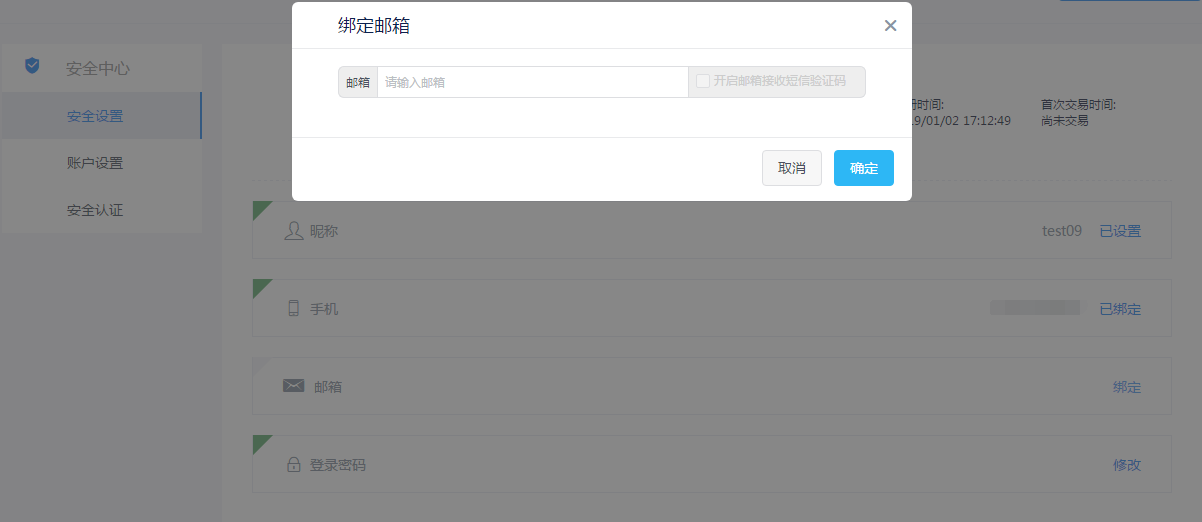 绑定邮箱
邮箱 请输入邮箱 开启邮箱接收短信验证码
取消 确定
安全中心
安全设置
账户设置
安全认证
时间:
首次交易时间:
9/01/02 17:12:49
尚未交易
昵称 test09 已设置
手机 已绑定
邮箱 绑定
登录密码 修改